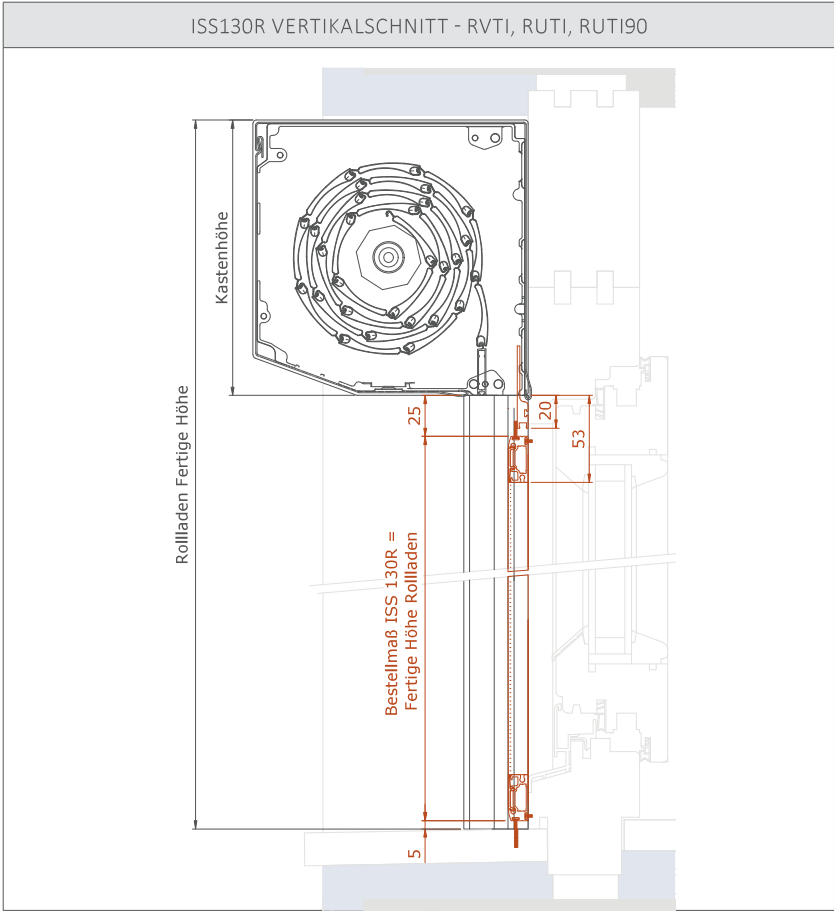 ISS130R VERTIKALSCHNITT - RVTI, RUTI, RUTI90
Kastenhöhe
Rollladen Fertige Höhe
25
20
53
Bestellmaß ISS 130R =
Fertige Höhe Rollladen
5